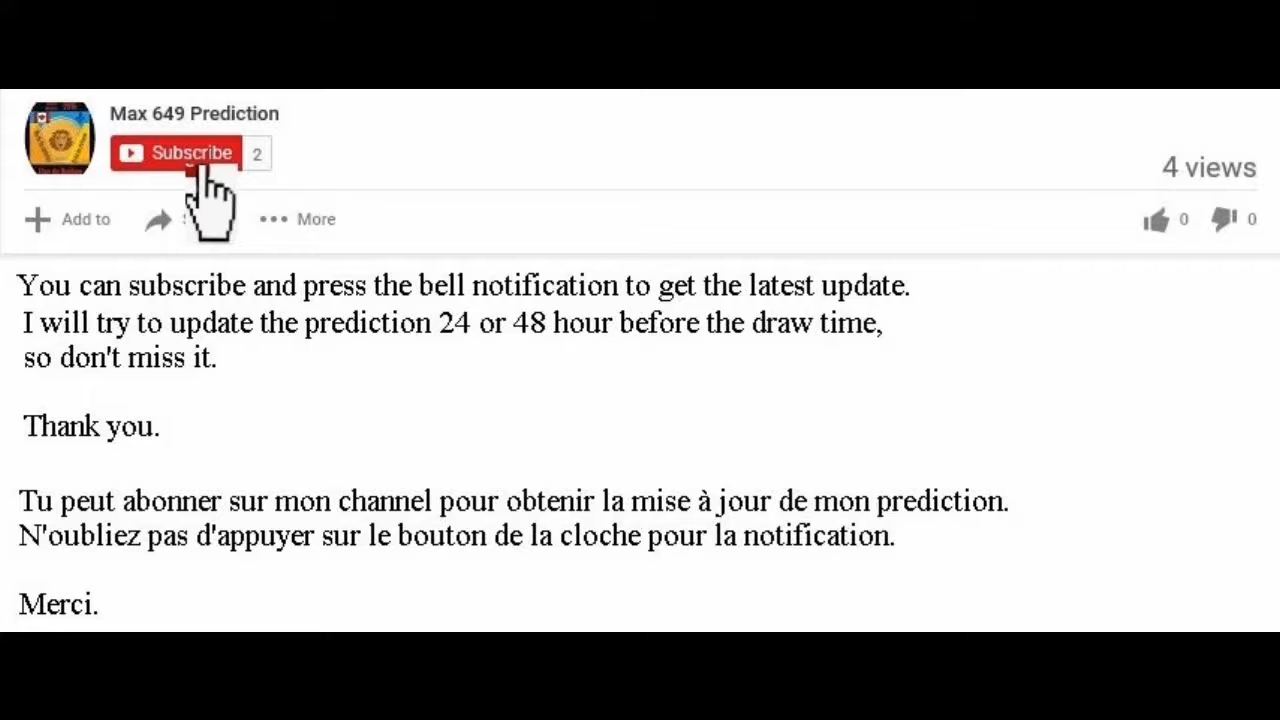 Max 649 Prediction
Subscribe 2
4 views
Add to
More
0 0
You can subscribe and press the bell notification to get the latest update.
I will try to update the prediction 24 or 48 hour before the draw time,
so don't miss it.
Thank you.
Tu peut abonner sur mon channel pour obtenir la mise à jour de mon prediction.
N'oubliez pas d'appuyer sur le bouton de la cloche pour la notification.
Merci.